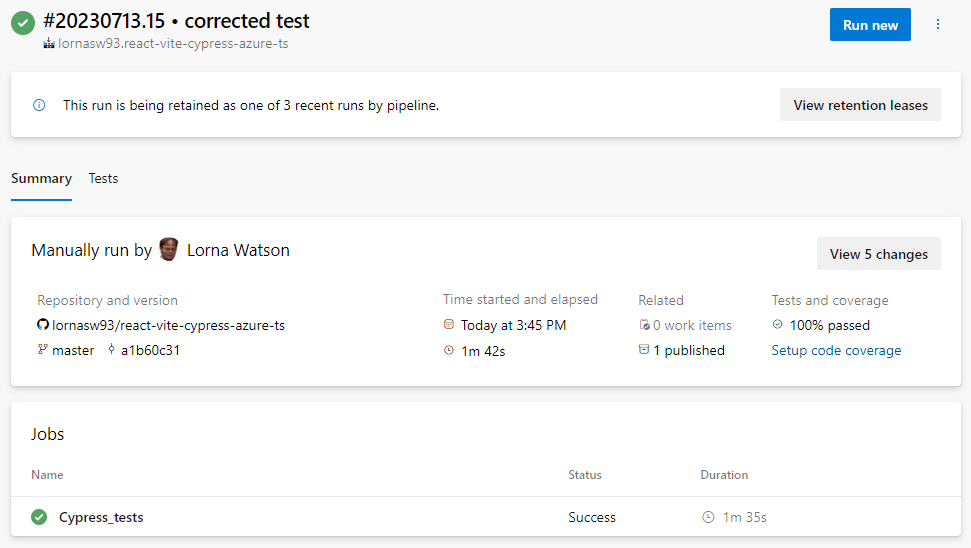 #20230713.15 • corrected test
Run new
lornasw93.react-vite-cypress-azure-ts
This run is being retained as one of 3 recent runs by pipeline.
View retention leases
Summary
Tests
Manually run by Lorna Watson
View 5 changes
Repository and version
Time started and elapsed
Related
Tests and coverage
lornasw93/react-vite-cypress-azure-ts
Today at 3:45 PM
0 work items
100% passed
master
a1b60c31
1m 42s
1 published
Setup code coverage
Jobs
Name
Status
Duration
Cypress_tests
Success
1m 35s